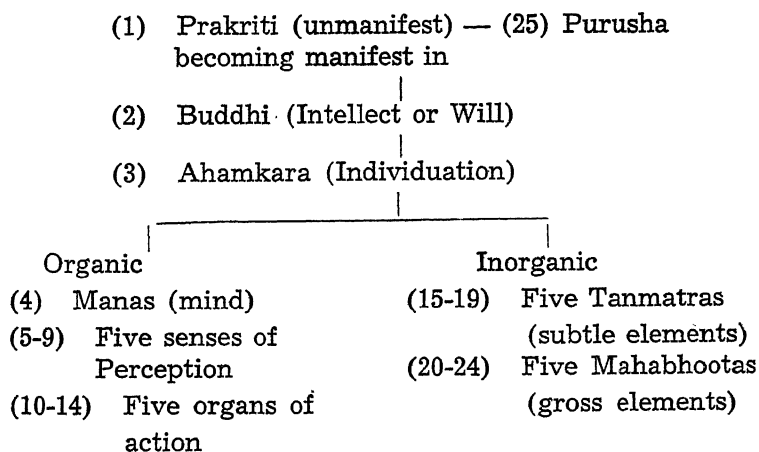 (1) Prakriti (unmanifest) — (25) Purusha
becoming manifest in
(2) Buddhi (Intellect or Will)
(3) Ahamkara (Individuation)
Organic
(4) Manas (mind)
(5-9) Five senses of
Perception
(10-14) Five organs of
action
Inorganic
(15-19) Five Tanmatras
(subtle elements)
(20-24) Five Mahabhootas
(gross elements)